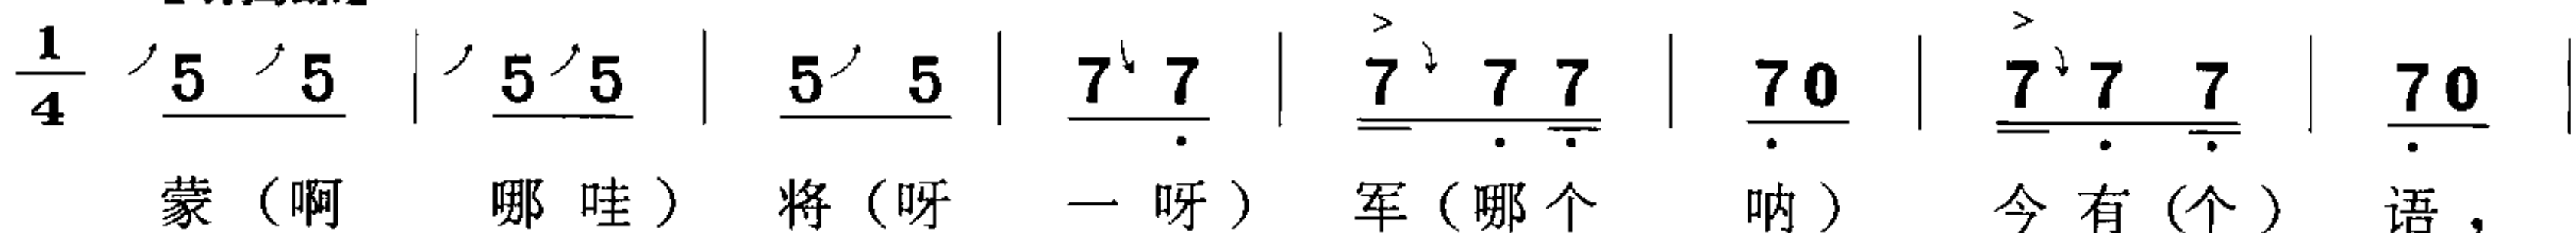 1/4 5 5 | 5 5 | 5 5 | 7 7 | 7 7 7 | 7 0 | 7 7 7 | 7 0 |
蒙（啊 哪哇）将（呀 一呀）军（哪个 呐）今有（个）语，